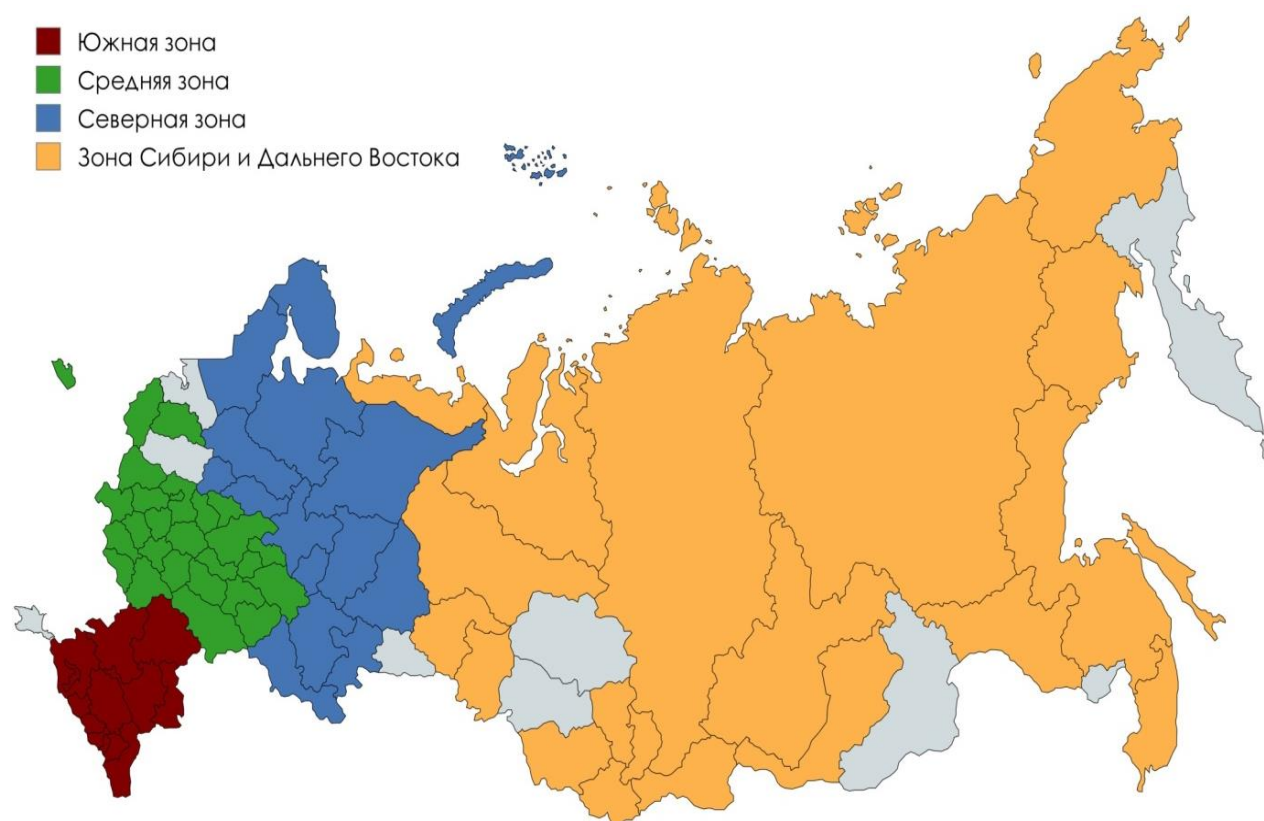 Южная зона
Средняя зона
Северная зона
Зона Сибири и Дальнего Востока